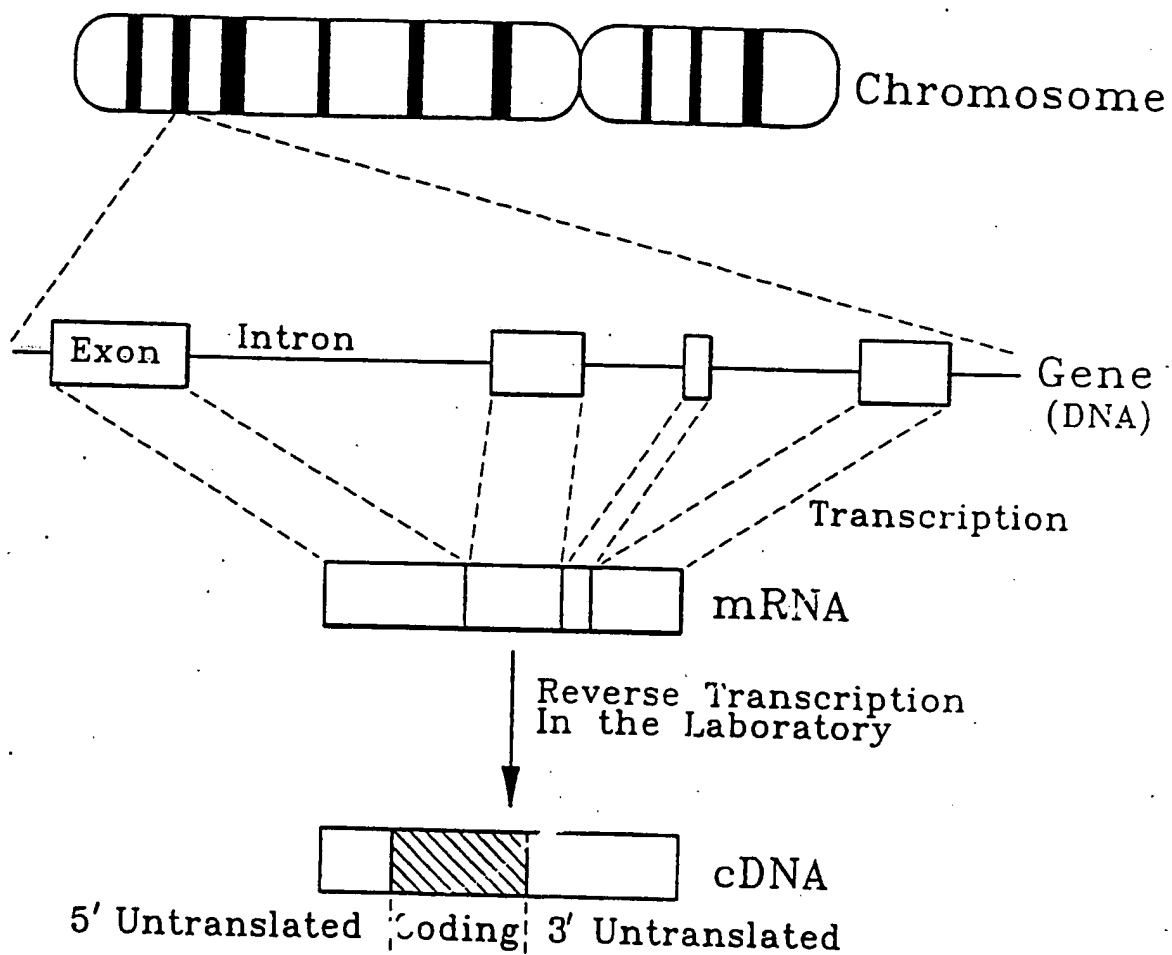 Chromosome
Exon
Intron
Gene
(DNA)
Transcription
mRNA
Reverse Transcription
In the Laboratory
cDNA
5' Untranslated Coding 3' Untranslated